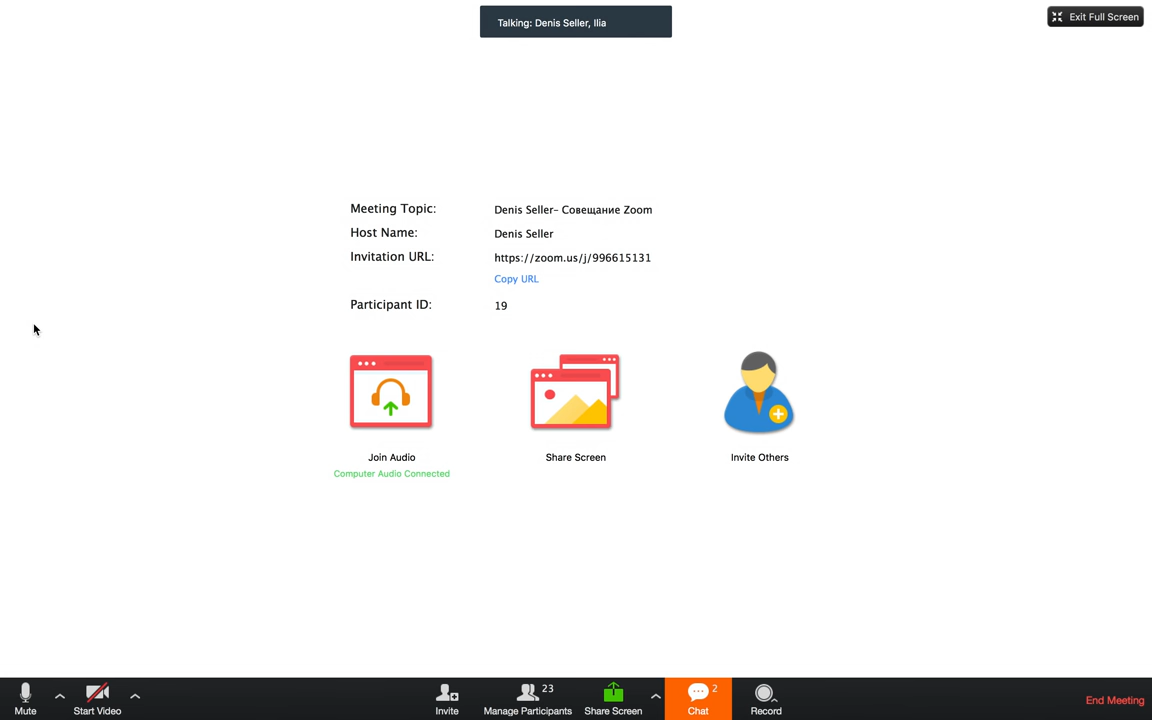 Talking: Denis Seller, Ilia
Exit Full Screen
Meeting Topic: Denis Seller- Совещание Zoom
Host Name: Denis Seller
Invitation URL: https://zoom.us/j/996615131
Copy URL
Participant ID: 19
Join Audio Share Screen Invite Others
Computer Audio Connected
23 2
Mute Start Video Invite Manage Participants Share Screen Chat Record End Meeting